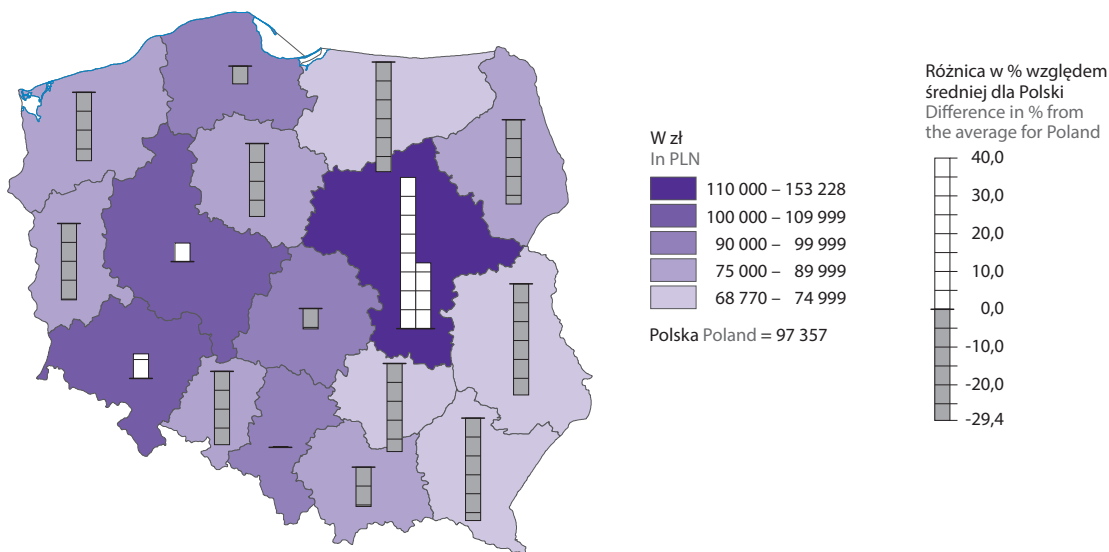 W zł
In PLN
110 000 – 153 228
100 000 – 109 999
90 000 – 99 999
75 000 – 89 999
68 770 – 74 999
Polska Poland = 97 357
Różnica w % względem
średniej dla Polski
Difference in % from
the average for Poland
40,0
30,0
20,0
10,0
0,0
-10,0
-20,0
-29,4